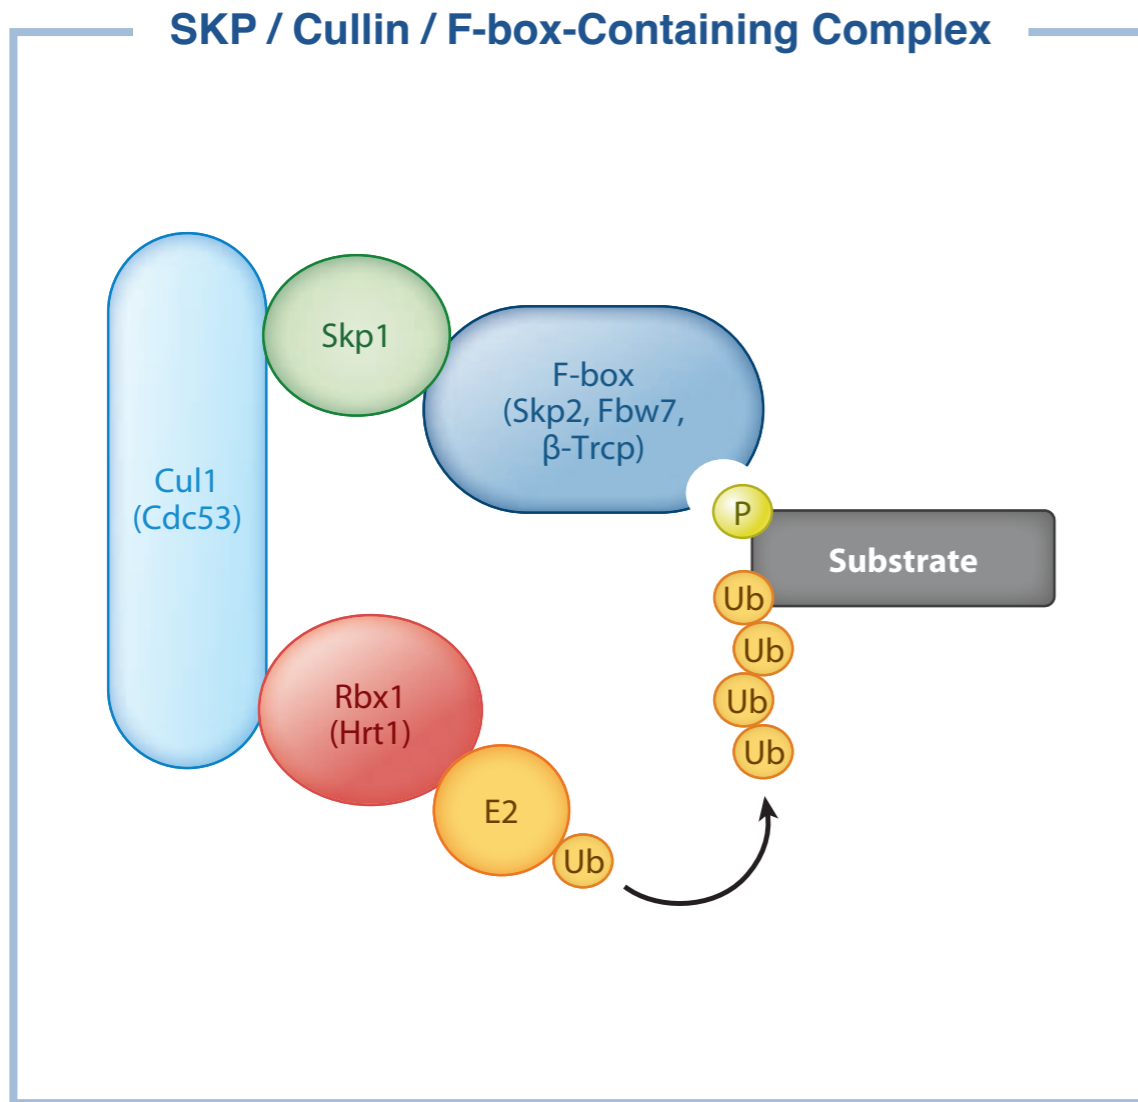 SKP / Cullin / F-box-Containing Complex
Skp1
F-box
(Skp2, Fbw7,
β-Trcp)
Cul1
(Cdc53)
P
Substrate
Ub
Ub
Ub
Ub
Rbx1
(Hrt1)
E2
Ub